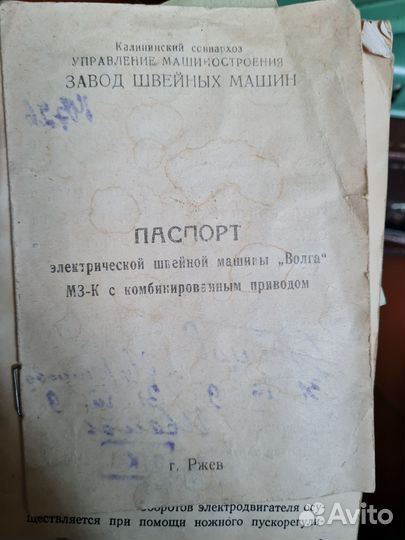 Калининский совнархоз
УПРАВЛЕНИЕ МАШИНОСТРОЕНИЯ
ЗАВОД ШВЕЙНЫХ МАШИН
ПАСПОРТ
электрической швейной машины „Волга"
МЗ-К с комбинированным приводом
г. Ржев
оборотов электродвигателя осу
ществляется при помощи ножного пускорегули
Avito